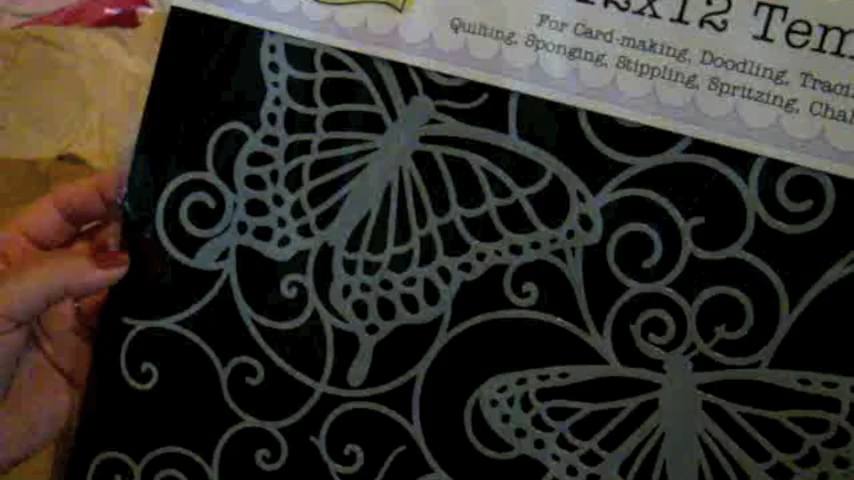 12x12 Tem
For Card-making, Doodling, Traci
Quilting, Sponging, Stippling, Spritzing, Chal